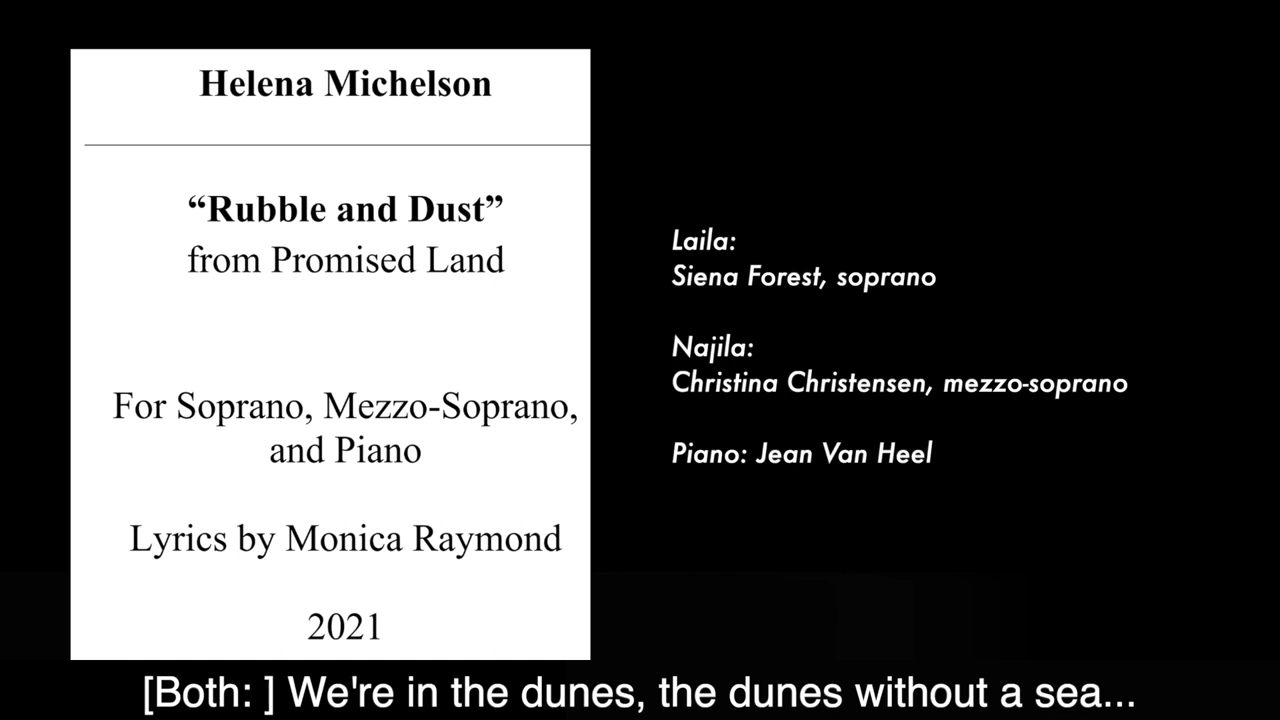 Helena Michelson
“Rubble and Dust”
from Promised Land
For Soprano, Mezzo-Soprano,
and Piano
Lyrics by Monica Raymond
2021
Laila:
Siena Forest, soprano
Najila:
Christina Christensen, mezzo-soprano
Piano: Jean Van Heel
[Both: ] We're in the dunes, the dunes without a sea...